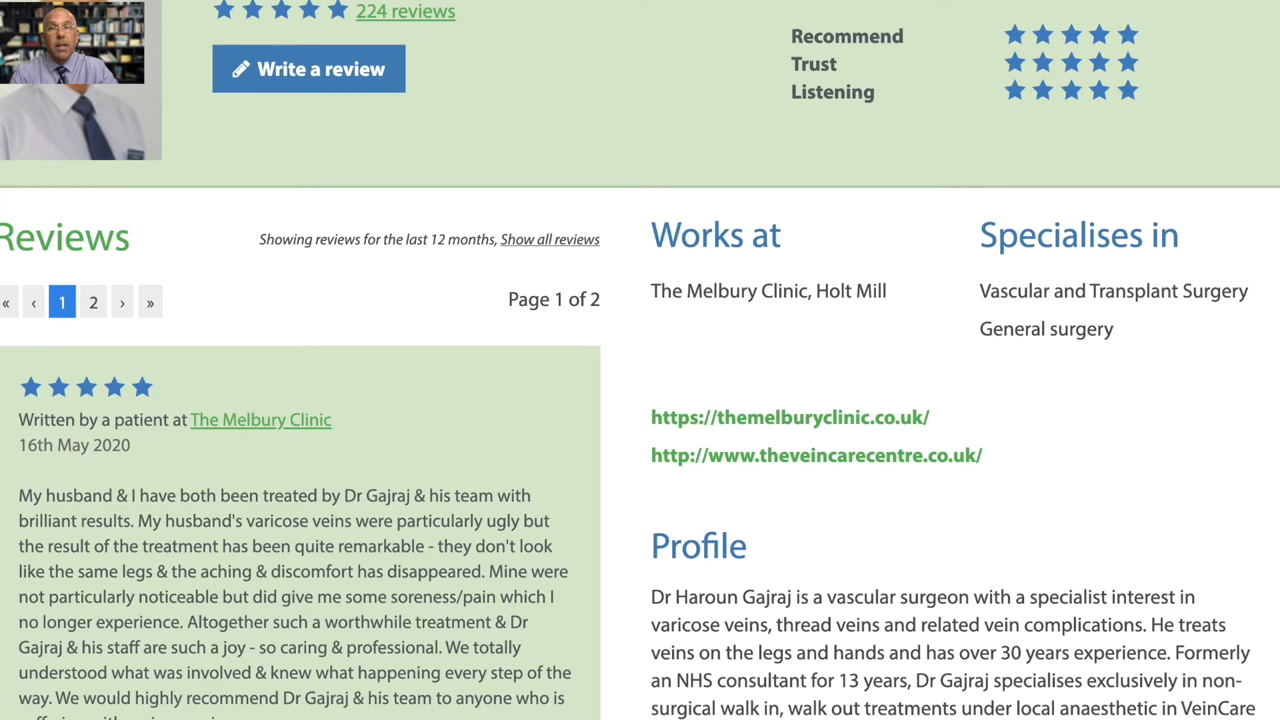 224 reviews
Write a review
Recommend
Trust
Listening
Reviews
Showing reviews for the last 12 months, Show all reviews
« ‹ 1 2 › »
Page 1 of 2
Written by a patient at The Melbury Clinic
16th May 2020
My husband & I have both been treated by Dr Gajraj & his team with
brilliant results. My husband's varicose veins were particularly ugly but
the result of the treatment has been quite remarkable - they don't look
like the same legs & the aching & discomfort has disappeared. Mine were
not particularly noticeable but did give me some soreness/pain which I
no longer experience. Altogether such a worthwhile treatment & Dr
Gajraj & his staff are such a joy - so caring & professional. We totally
understood what was involved & knew what happening every step of the
way. We would highly recommend Dr Gajraj & his team to anyone who is
Works at
The Melbury Clinic, Holt Mill
Specialises in
Vascular and Transplant Surgery
General surgery
https://themelburyclinic.co.uk/
http://www.theveincarecentre.co.uk/
Profile
Dr Haroun Gajraj is a vascular surgeon with a specialist interest in
varicose veins, thread veins and related vein complications. He treats
veins on the legs and hands and has over 30 years experience. Formerly
an NHS consultant for 13 years, Dr Gajraj specialises exclusively in non-
surgical walk in, walk out treatments under local anaesthetic in VeinCare